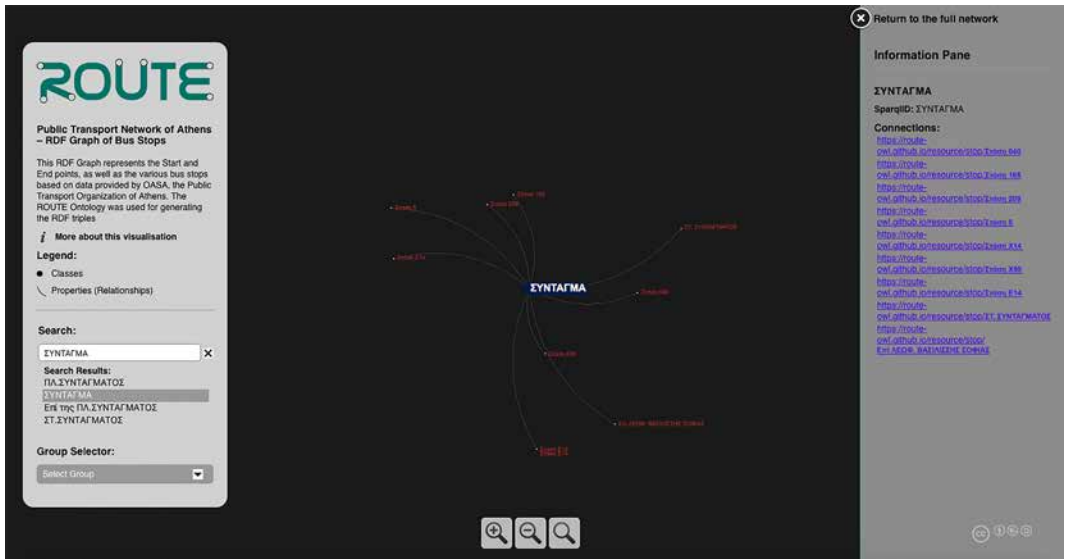 ROUTE
Public Transport Network of Athens
– RDF Graph of Bus Stops
This RDF Graph represents the Start and
End points, as well as the various bus stops
based on data provided by OASA, the Public
Transport Organization of Athens. The
ROUTE Ontology was used for generating
the RDF triples
i More about this visualisation
Legend:
Classes
Properties (Relationships)
Search:
ΣΥΝΤΑΓΜΑ
Search Results:
ΠΛ.ΣΥΝΤΑΓΜΑΤΟΣ
ΣΥΝΤΑΓΜΑ
Επί της ΠΛ.ΣΥΝΤΑΓΜΑΤΟΣ
ΣΤ.ΣΥΝΤΑΓΜΑΤΟΣ
Group Selector:
Select Group
ΣΥΝΤΑΓΜΑ
Return to the full network
Information Pane
ΣΥΝΤΑΓΜΑ
SparqlID: ΣΥΝΤΑΓΜΑ
Connections:
https://route-
owl.github.io/resource/stop/Στάση 040
https://route-
owl.github.io/resource/stop/Στάση
https://route-
owl.github.io/resource/stop/Στάση
https://route-
owl.github.io/resource/stop/Στάση
https://route-
owl.github.io/resource/stop/Στάση X14
https://route-
owl.github.io/resource/stop/Στάση
https://route-
owl.github.io/resource/stop/Στάση E14
https://route-
owl.github.io/resource/stop/ΣΤ. ΣΥΝΤΑΓΜΑΤΟΣ
https://route-
owl.github.io/resource/stop/
Επί ΛΕΩΦ. ΒΑΣΙΛΙΣΣΗΣ ΣΟΦΙΑΣ
cc